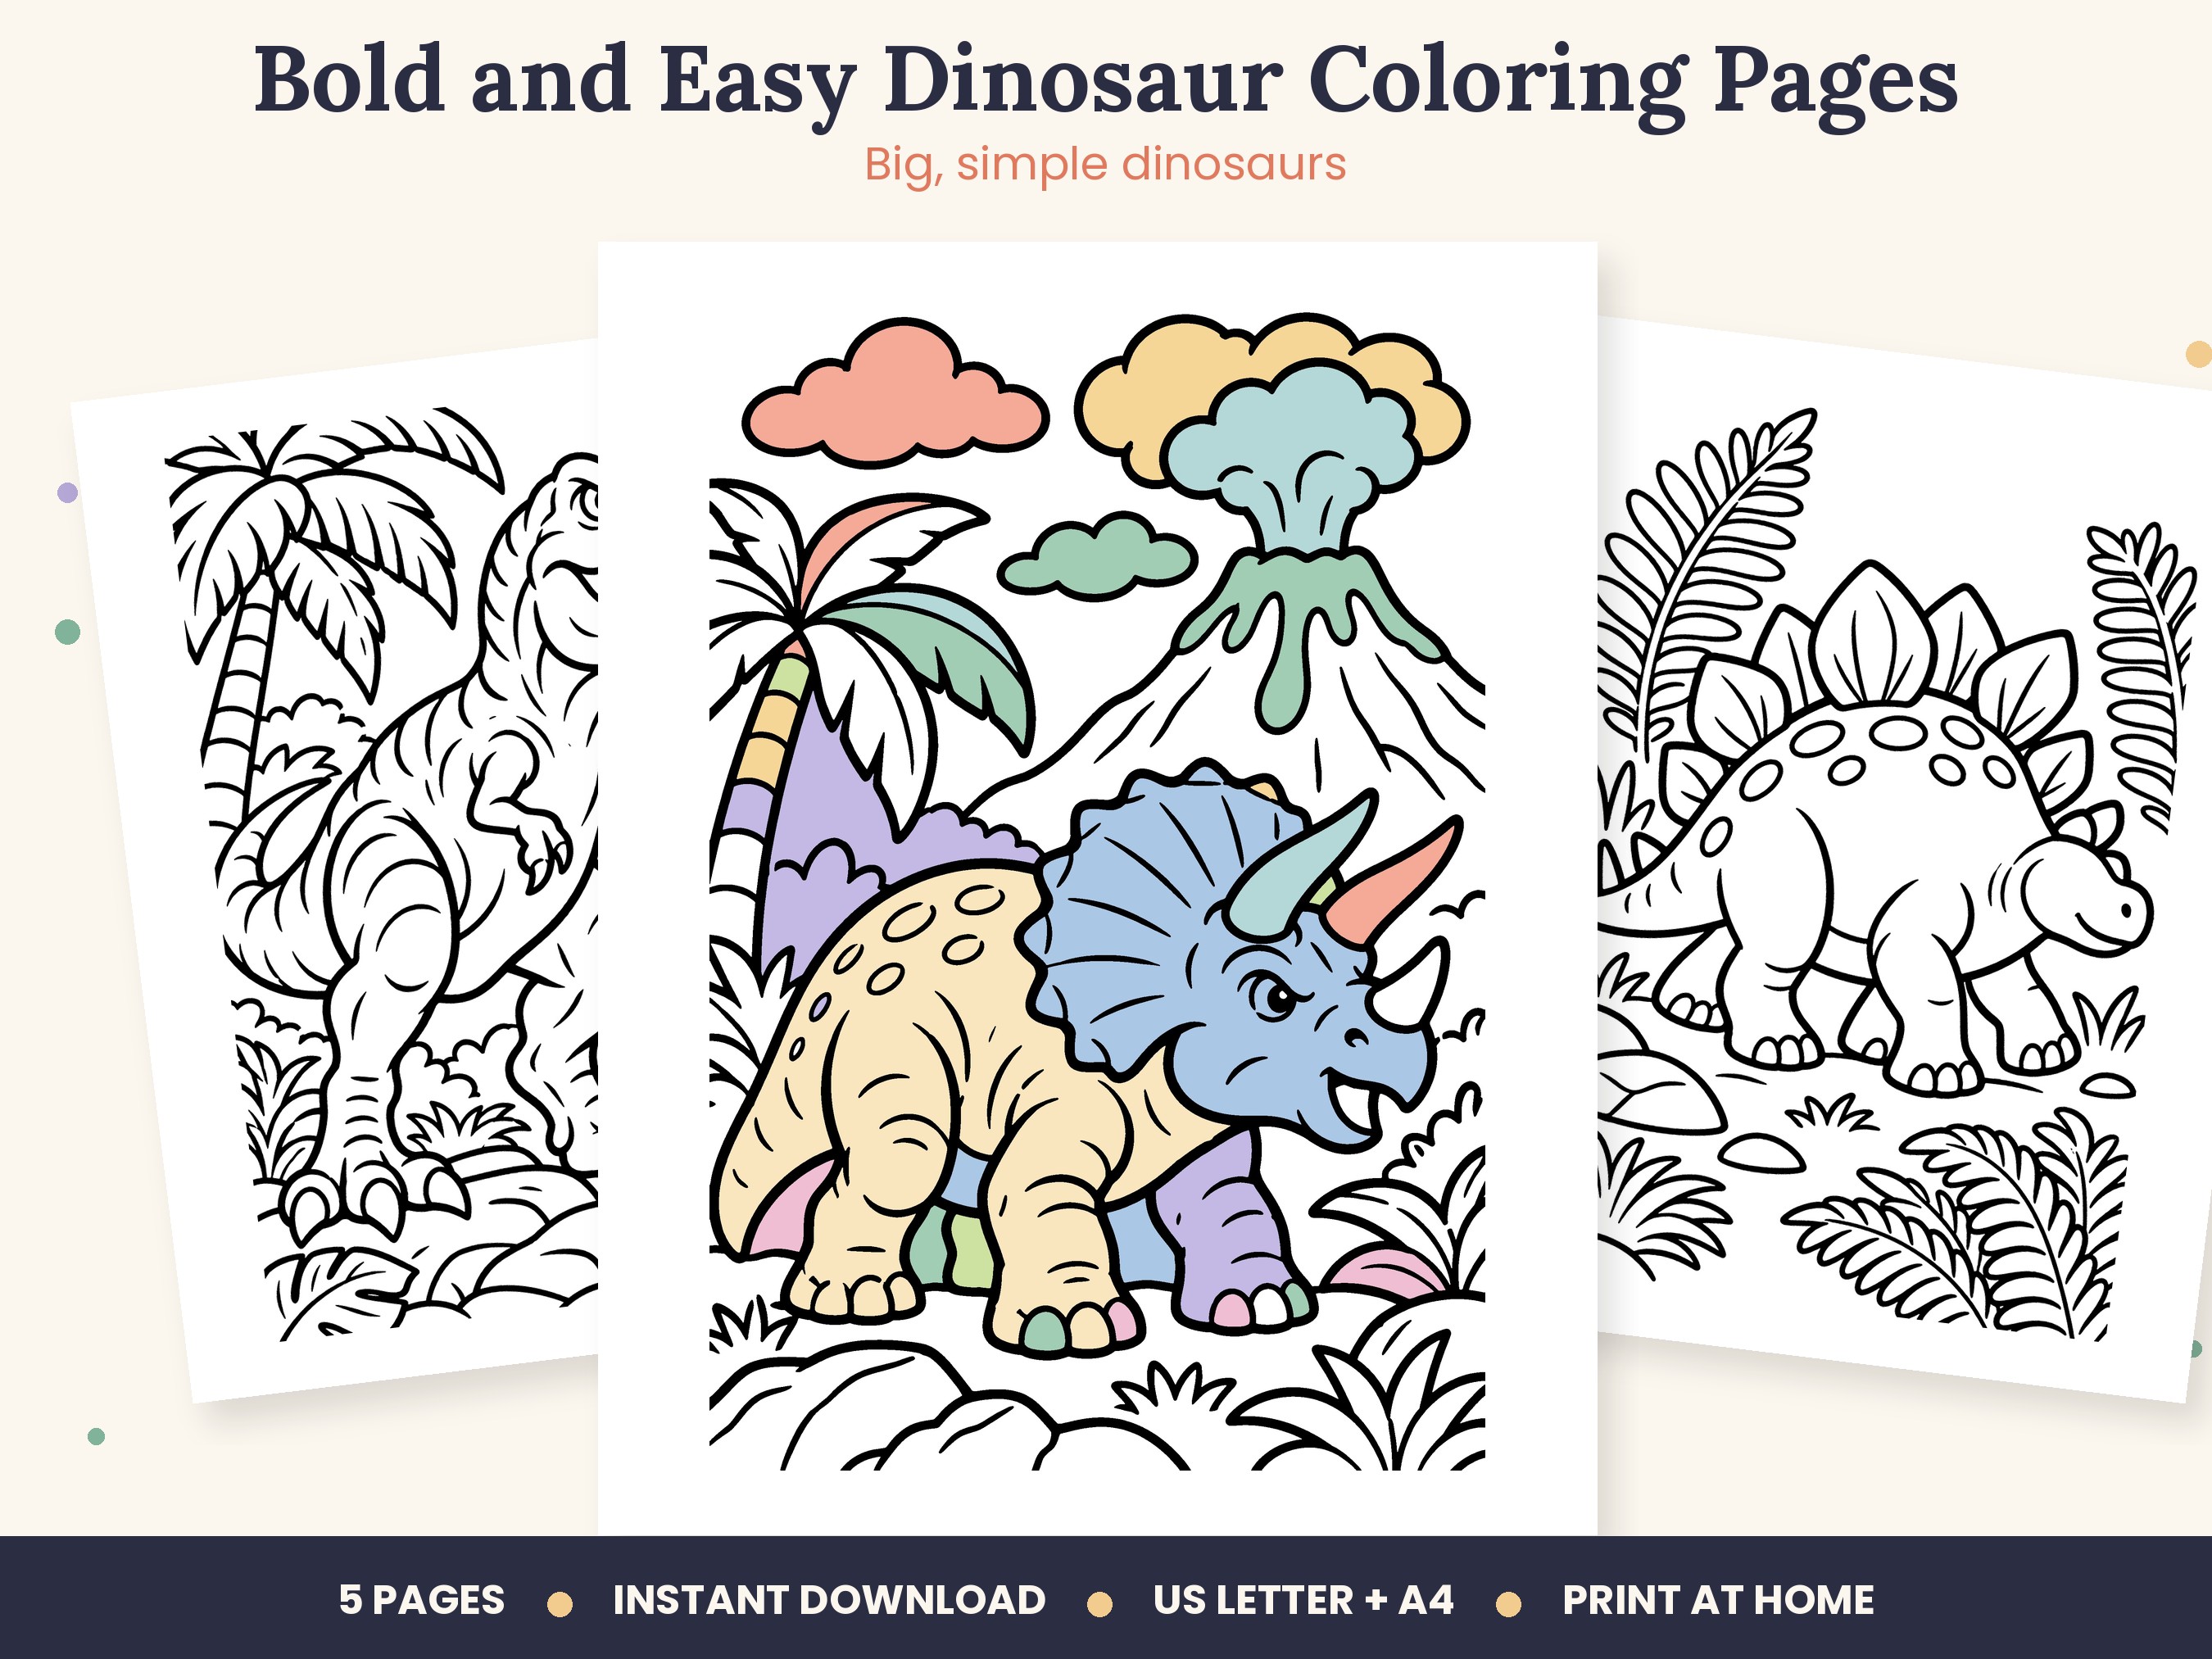 Bold and Easy Dinosaur Coloring Pages
Big, simple dinosaurs
5 PAGES ● INSTANT DOWNLOAD ● US LETTER + A4 ● PRINT AT HOME